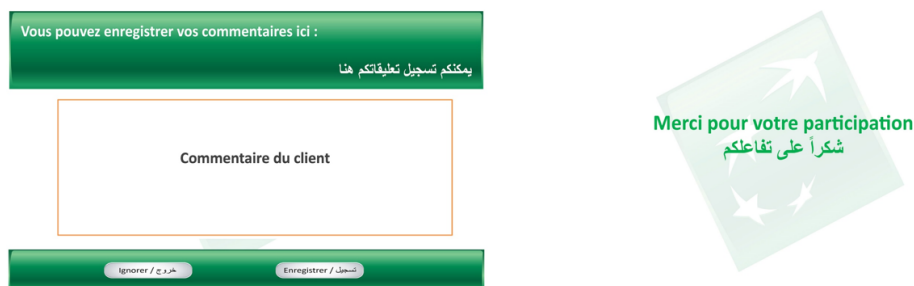 Vous pouvez enregistrer vos commentaires ici :
يمكنكم تسجيل تعليقاتكم هنا
Commentaire du client
Ignorer / خروج
Enregistrer / تسجيل
Merci pour votre participation
شكراً على تفاعلكم